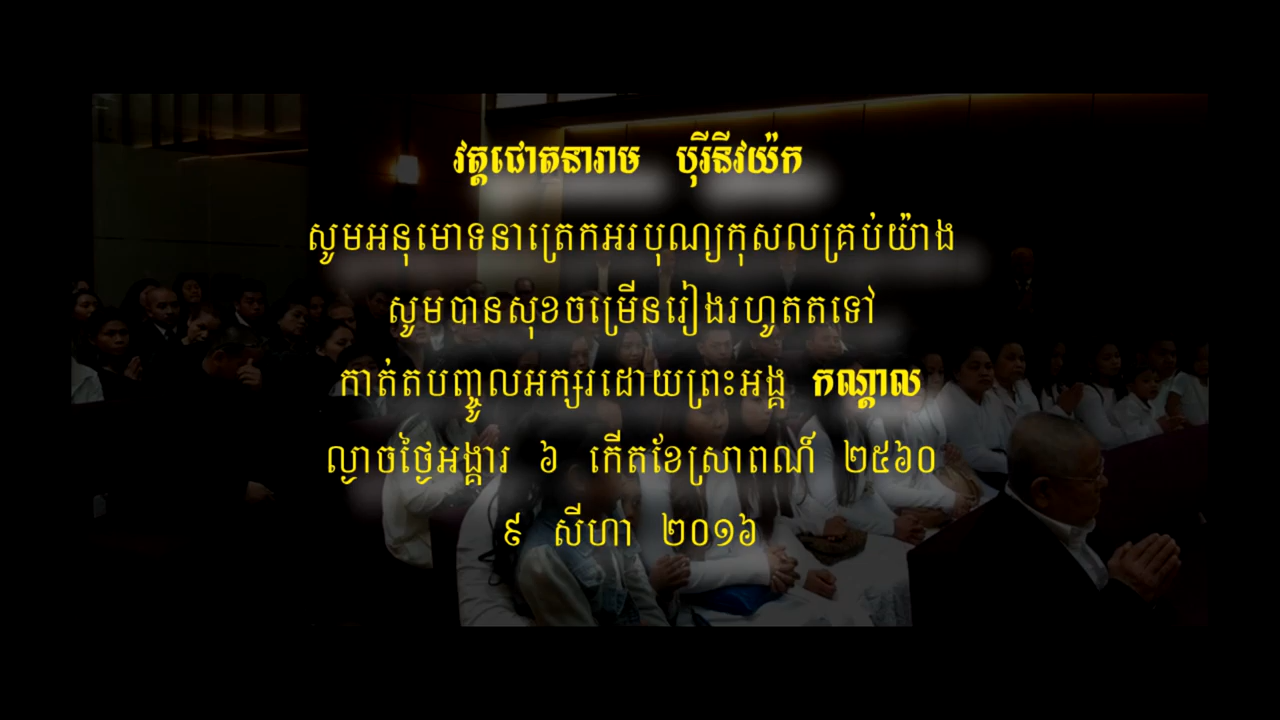 វត្តជោតនារាម បុរីនីវយ៉ក
សូមអនុមោទនាត្រេកអរបុណ្យកុសលគ្រប់យ៉ាង
សូមបានសុខចម្រើនរៀងរហូតតទៅ
កាត់តបញ្ចូលអក្សរដោយព្រះអង្គ កណ្ដាល
ល្ងាចថ្ងៃអង្គារ ៦ កើតខែស្រាពណ៍ ២៥៦០
៩ សីហា ២០១៦